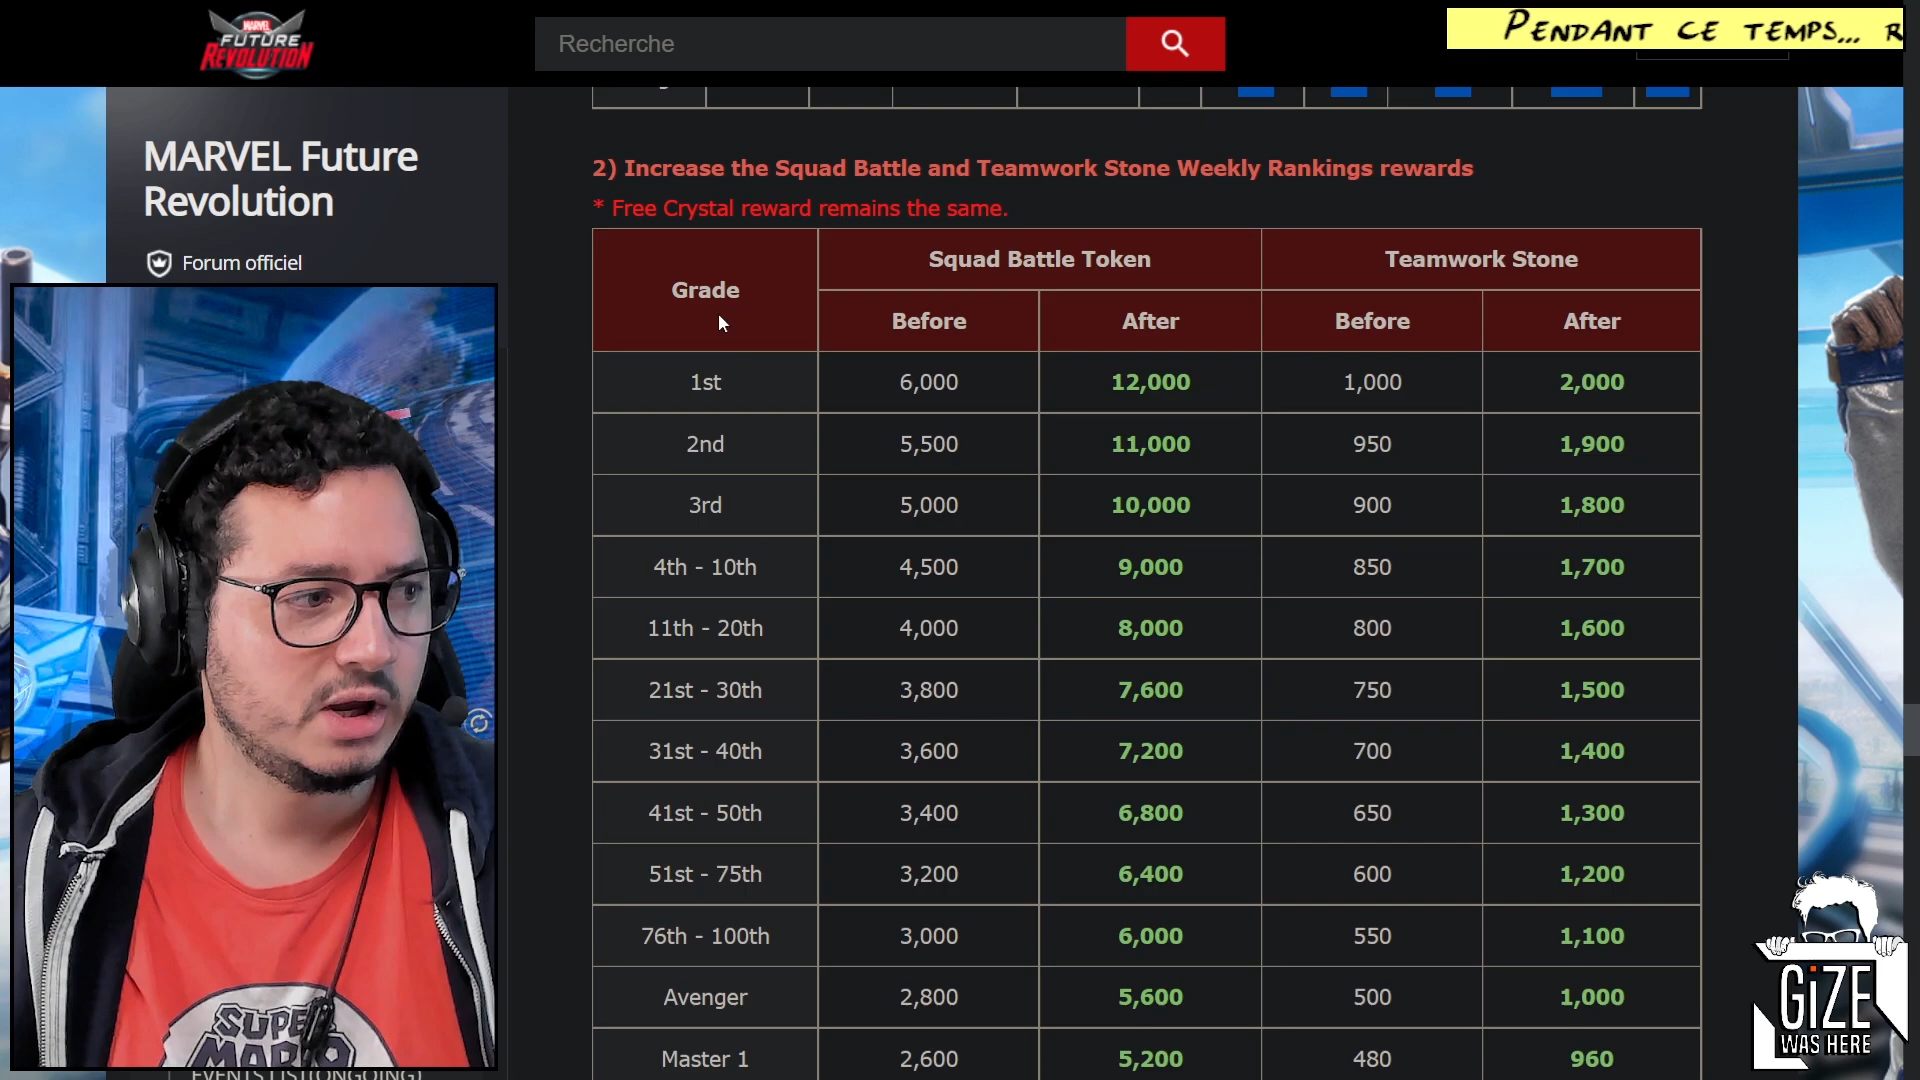 MARVEL
FUTURE
REVOLUTION
Recherche
PENDANT CE TEMPS... R
MARVEL Future
Revolution
Forum officiel
2) Increase the Squad Battle and Teamwork Stone Weekly Rankings rewards
* Free Crystal reward remains the same.
Grade Squad Battle Token Teamwork Stone
Before After Before After
1st 6,000 12,000 1,000 2,000
2nd 5,500 11,000 950 1,900
3rd 5,000 10,000 900 1,800
4th - 10th 4,500 9,000 850 1,700
11th - 20th 4,000 8,000 800 1,600
21st - 30th 3,800 7,600 750 1,500
31st - 40th 3,600 7,200 700 1,400
41st - 50th 3,400 6,800 650 1,300
51st - 75th 3,200 6,400 600 1,200
76th - 100th 3,000 6,000 550 1,100
Avenger 2,800 5,600 500 1,000
Master 1 2,600 5,200 480 960
SUPER
MARIO
EVENTS LIST(ONGOING)
GiZE
WAS HERE